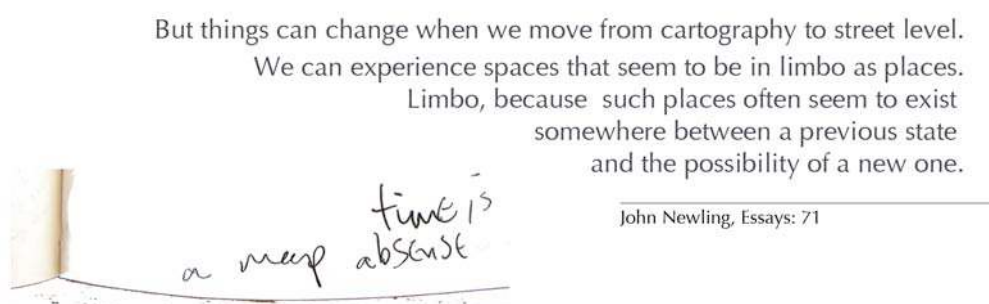 But things can change when we move from cartography to street level.
We can experience spaces that seem to be in limbo as places.
Limbo, because such places often seem to exist
somewhere between a previous state
and the possibility of a new one.
John Newling, Essays: 71
time is
a map absense